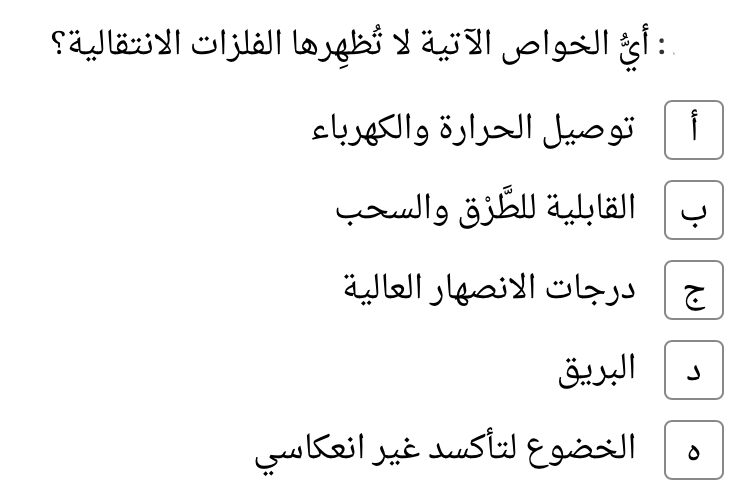 : أيُّ الخواص الآتية لا تُظهِرها الفلزات الانتقالية؟
أ توصيل الحرارة والكهرباء
ب القابلية للطَّرْق والسحب
ج درجات الانصهار العالية
د البريق
ه الخضوع لتأكسد غير انعكاسي